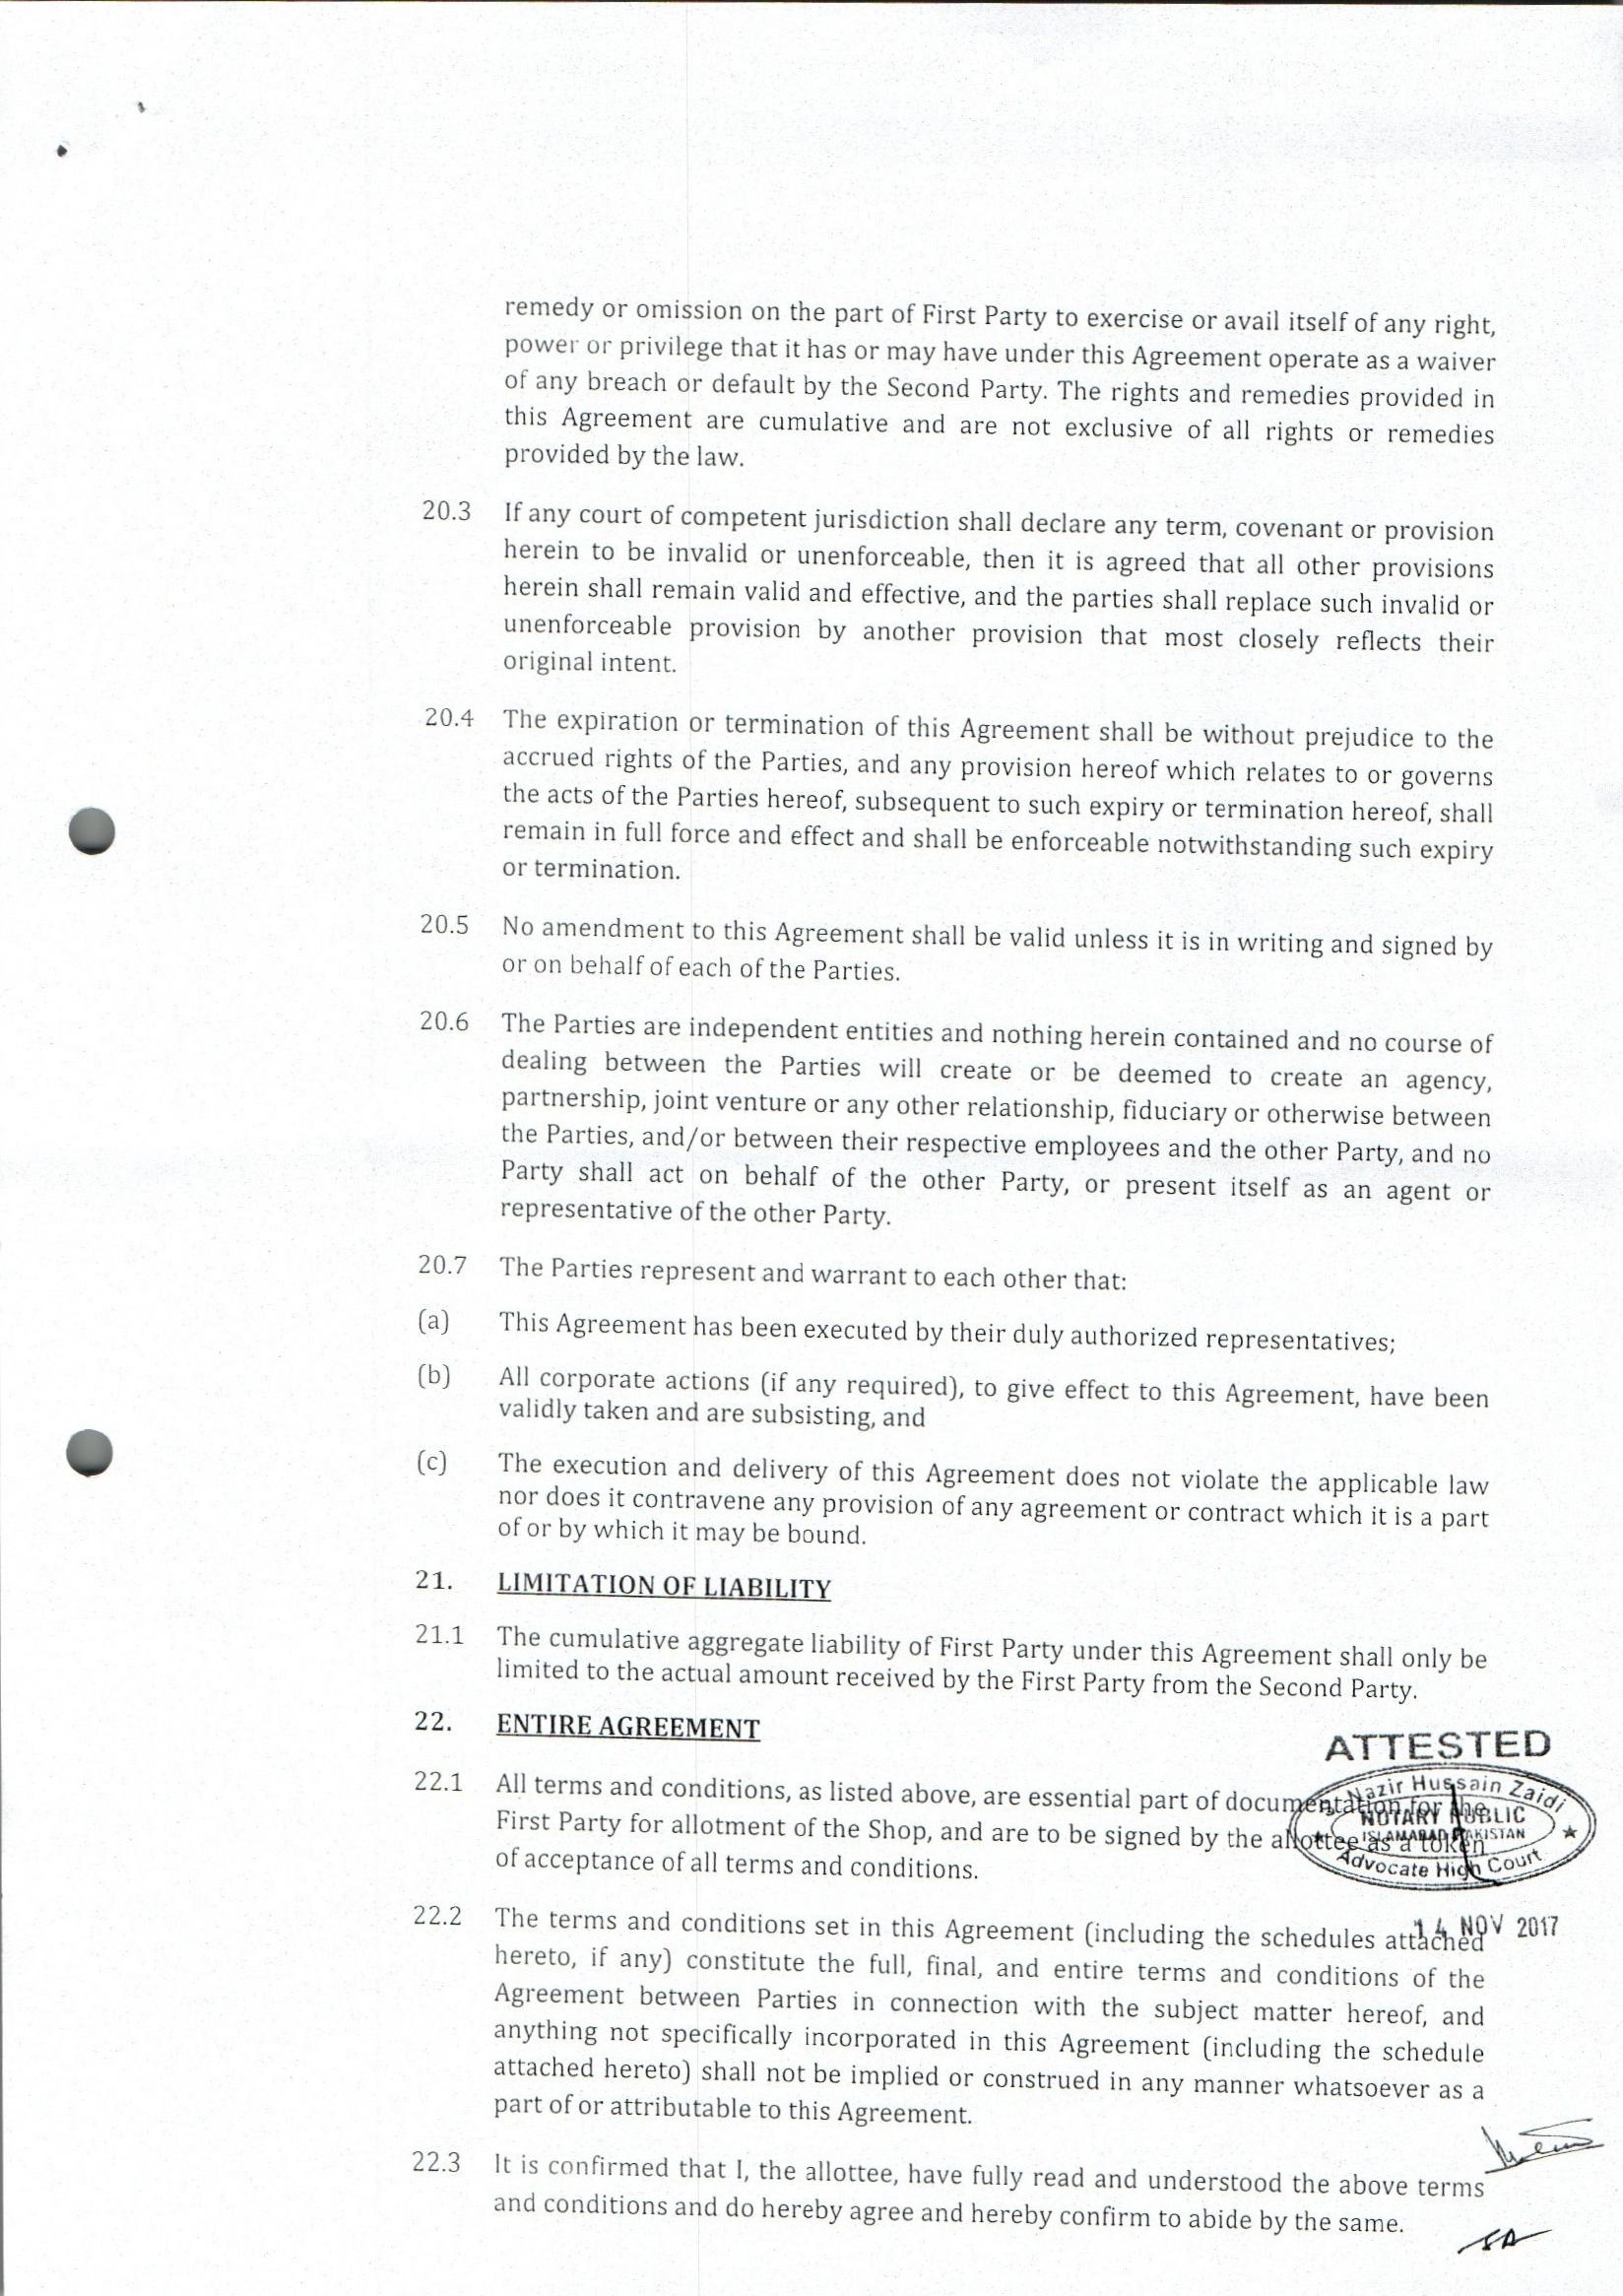 remedy or omission on the part of First Party to exercise or avail itself of any right,
power or privilege that it has or may have under this Agreement operate as a waiver
of any breach or default by the Second Party. The rights and remedies provided in
this Agreement are cumulative and are not exclusive of all rights or remedies
provided by the law.
20.3 If any court of competent jurisdiction shall declare any term, covenant or provision
herein to be invalid or unenforceable, then it is agreed that all other provisions
herein shall remain valid and effective, and the parties shall replace such invalid or
unenforceable provision by another provision that most closely reflects their
original intent.
20.4 The expiration or termination of this Agreement shall be without prejudice to the
accrued rights of the Parties, and any provision hereof which relates to or governs
the acts of the Parties hereof, subsequent to such expiry or termination hereof, shall
remain in full force and effect and shall be enforceable notwithstanding such expiry
or termination.
20.5 No amendment to this Agreement shall be valid unless it is in writing and signed by
or on behalf of each of the Parties.
20.6 The Parties are independent entities and nothing herein contained and no course of
dealing between the Parties will create or be deemed to create an agency,
partnership, joint venture or any other relationship, fiduciary or otherwise between
the Parties, and/or between their respective employees and the other Party, and no
Party shall act on behalf of the other Party, or present itself as an agent or
representative of the other Party.
20.7 The Parties represent and warrant to each other that:
(a) This Agreement has been executed by their duly authorized representatives;
(b) All corporate actions (if any required), to give effect to this Agreement, have been
validly taken and are subsisting, and
(c) The execution and delivery of this Agreement does not violate the applicable law
nor does it contravene any provision of any agreement or contract which it is a part
of or by which it may be bound.
21. LIMITATION OF LIABILITY
21.1 The cumulative aggregate liability of First Party under this Agreement shall only be
limited to the actual amount received by the First Party from the Second Party.
22. ENTIRE AGREEMENT
ATTESTED
22.1 All terms and conditions, as listed above, are essential part of documentation for the
First Party for allotment of the Shop, and are to be signed by the allottee as a token
of acceptance of all terms and conditions.
Nazir Hussain Zaidi
NOTARY PUBLIC
ISLAMABAD PAKISTAN
Advocate High Court
14 NOV 2017
22.2 The terms and conditions set in this Agreement (including the schedules attached
hereto, if any) constitute the full, final, and entire terms and conditions of the
Agreement between Parties in connection with the subject matter hereof, and
anything not specifically incorporated in this Agreement (including the schedule
attached hereto) shall not be implied or construed in any manner whatsoever as a
part of or attributable to this Agreement.
22.3 It is confirmed that I, the allottee, have fully read and understood the above terms
and conditions and do hereby agree and hereby confirm to abide by the same.